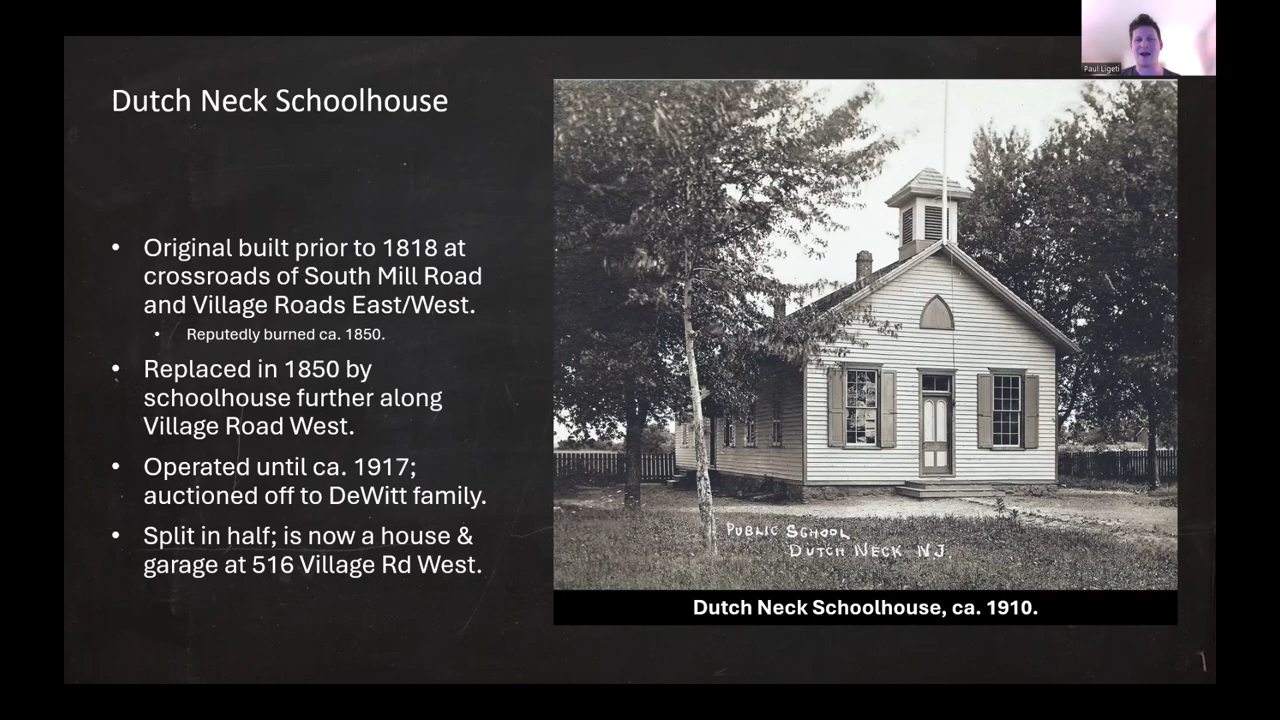 Paul Ligeti
Dutch Neck Schoolhouse
• Original built prior to 1818 at
crossroads of South Mill Road
and Village Roads East/West.
• Reputedly burned ca. 1850.
• Replaced in 1850 by
schoolhouse further along
Village Road West.
• Operated until ca. 1917;
auctioned off to DeWitt family.
• Split in half; is now a house &
garage at 516 Village Rd West.
PUBLIC SCHOOL
DUTCH NECK NJ.
Dutch Neck Schoolhouse, ca. 1910.